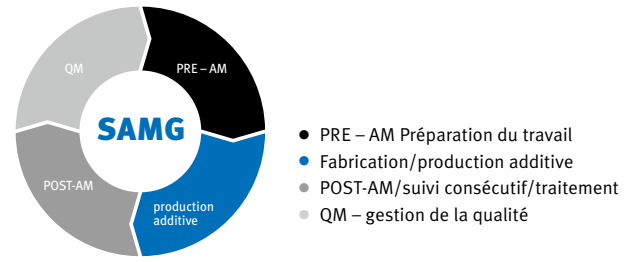 QM
PRE – AM
SAMG
POST-AM
production
additive
PRE – AM Préparation du travail
Fabrication/production additive
POST-AM/suivi consécutif/traitement
QM – gestion de la qualité